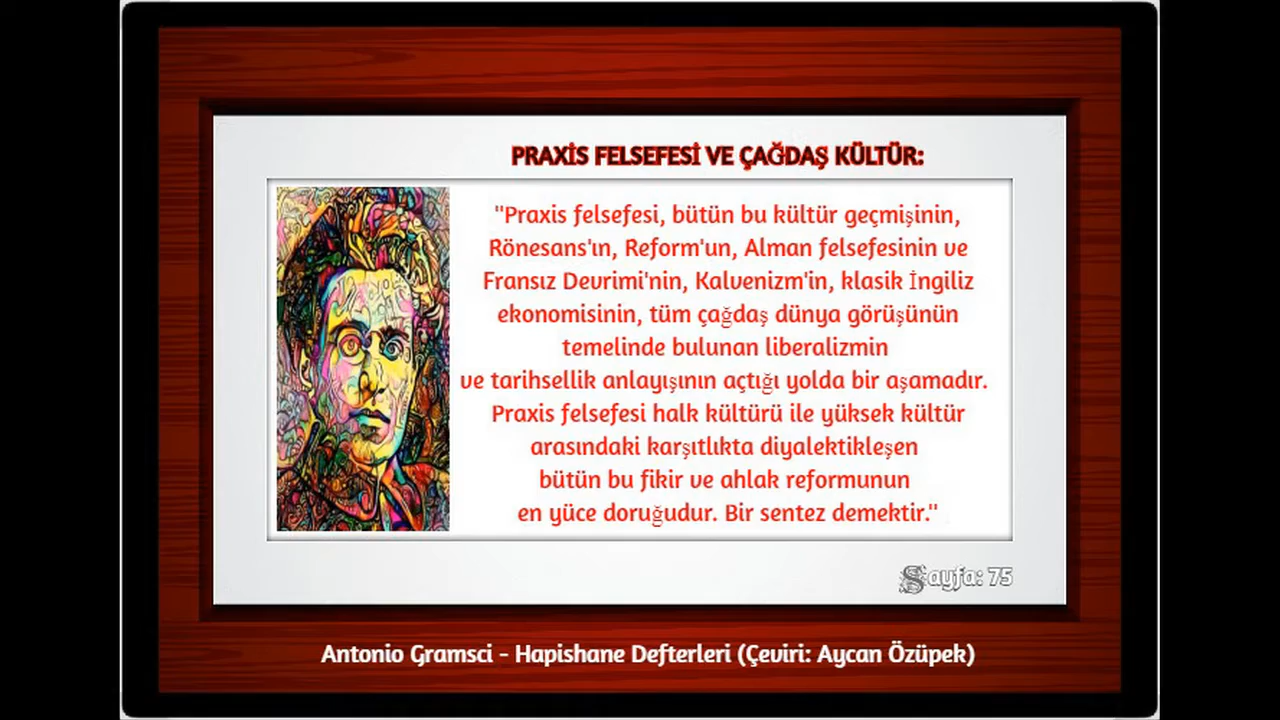 PRAXİS FELSEFESİ VE ÇAĞDAŞ KÜLTÜR:
"Praxis felsefesi, bütün bu kültür geçmişinin,
Rönesans'ın, Reform'un, Alman felsefesinin ve
Fransız Devrimi'nin, Kalvenizm'in, klasik İngiliz
ekonomisinin, tüm çağdaş dünya görüşünün
temelinde bulunan liberalizmin
ve tarihsellik anlayışının açtığı yolda bir aşamadır.
Praxis felsefesi halk kültürü ile yüksek kültür
arasındaki karşıtlıkta diyalektikleşen
bütün bu fikir ve ahlak reformunun
en yüce doruğudur. Bir sentez demektir."
Sayfa: 75
Antonio Gramsci - Hapishane Defterleri (Çeviri: Aycan Özüpek)